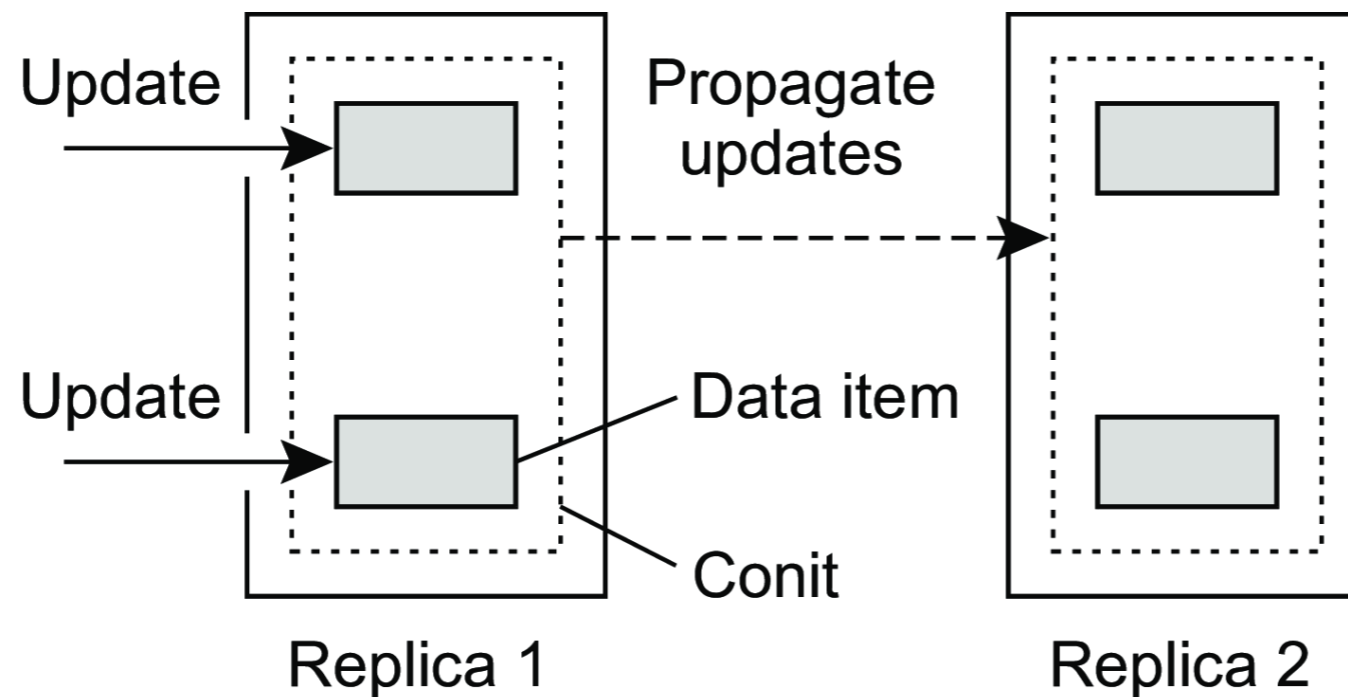 Update
Propagate
updates
Update
Data item
Conit
Replica 1
Replica 2